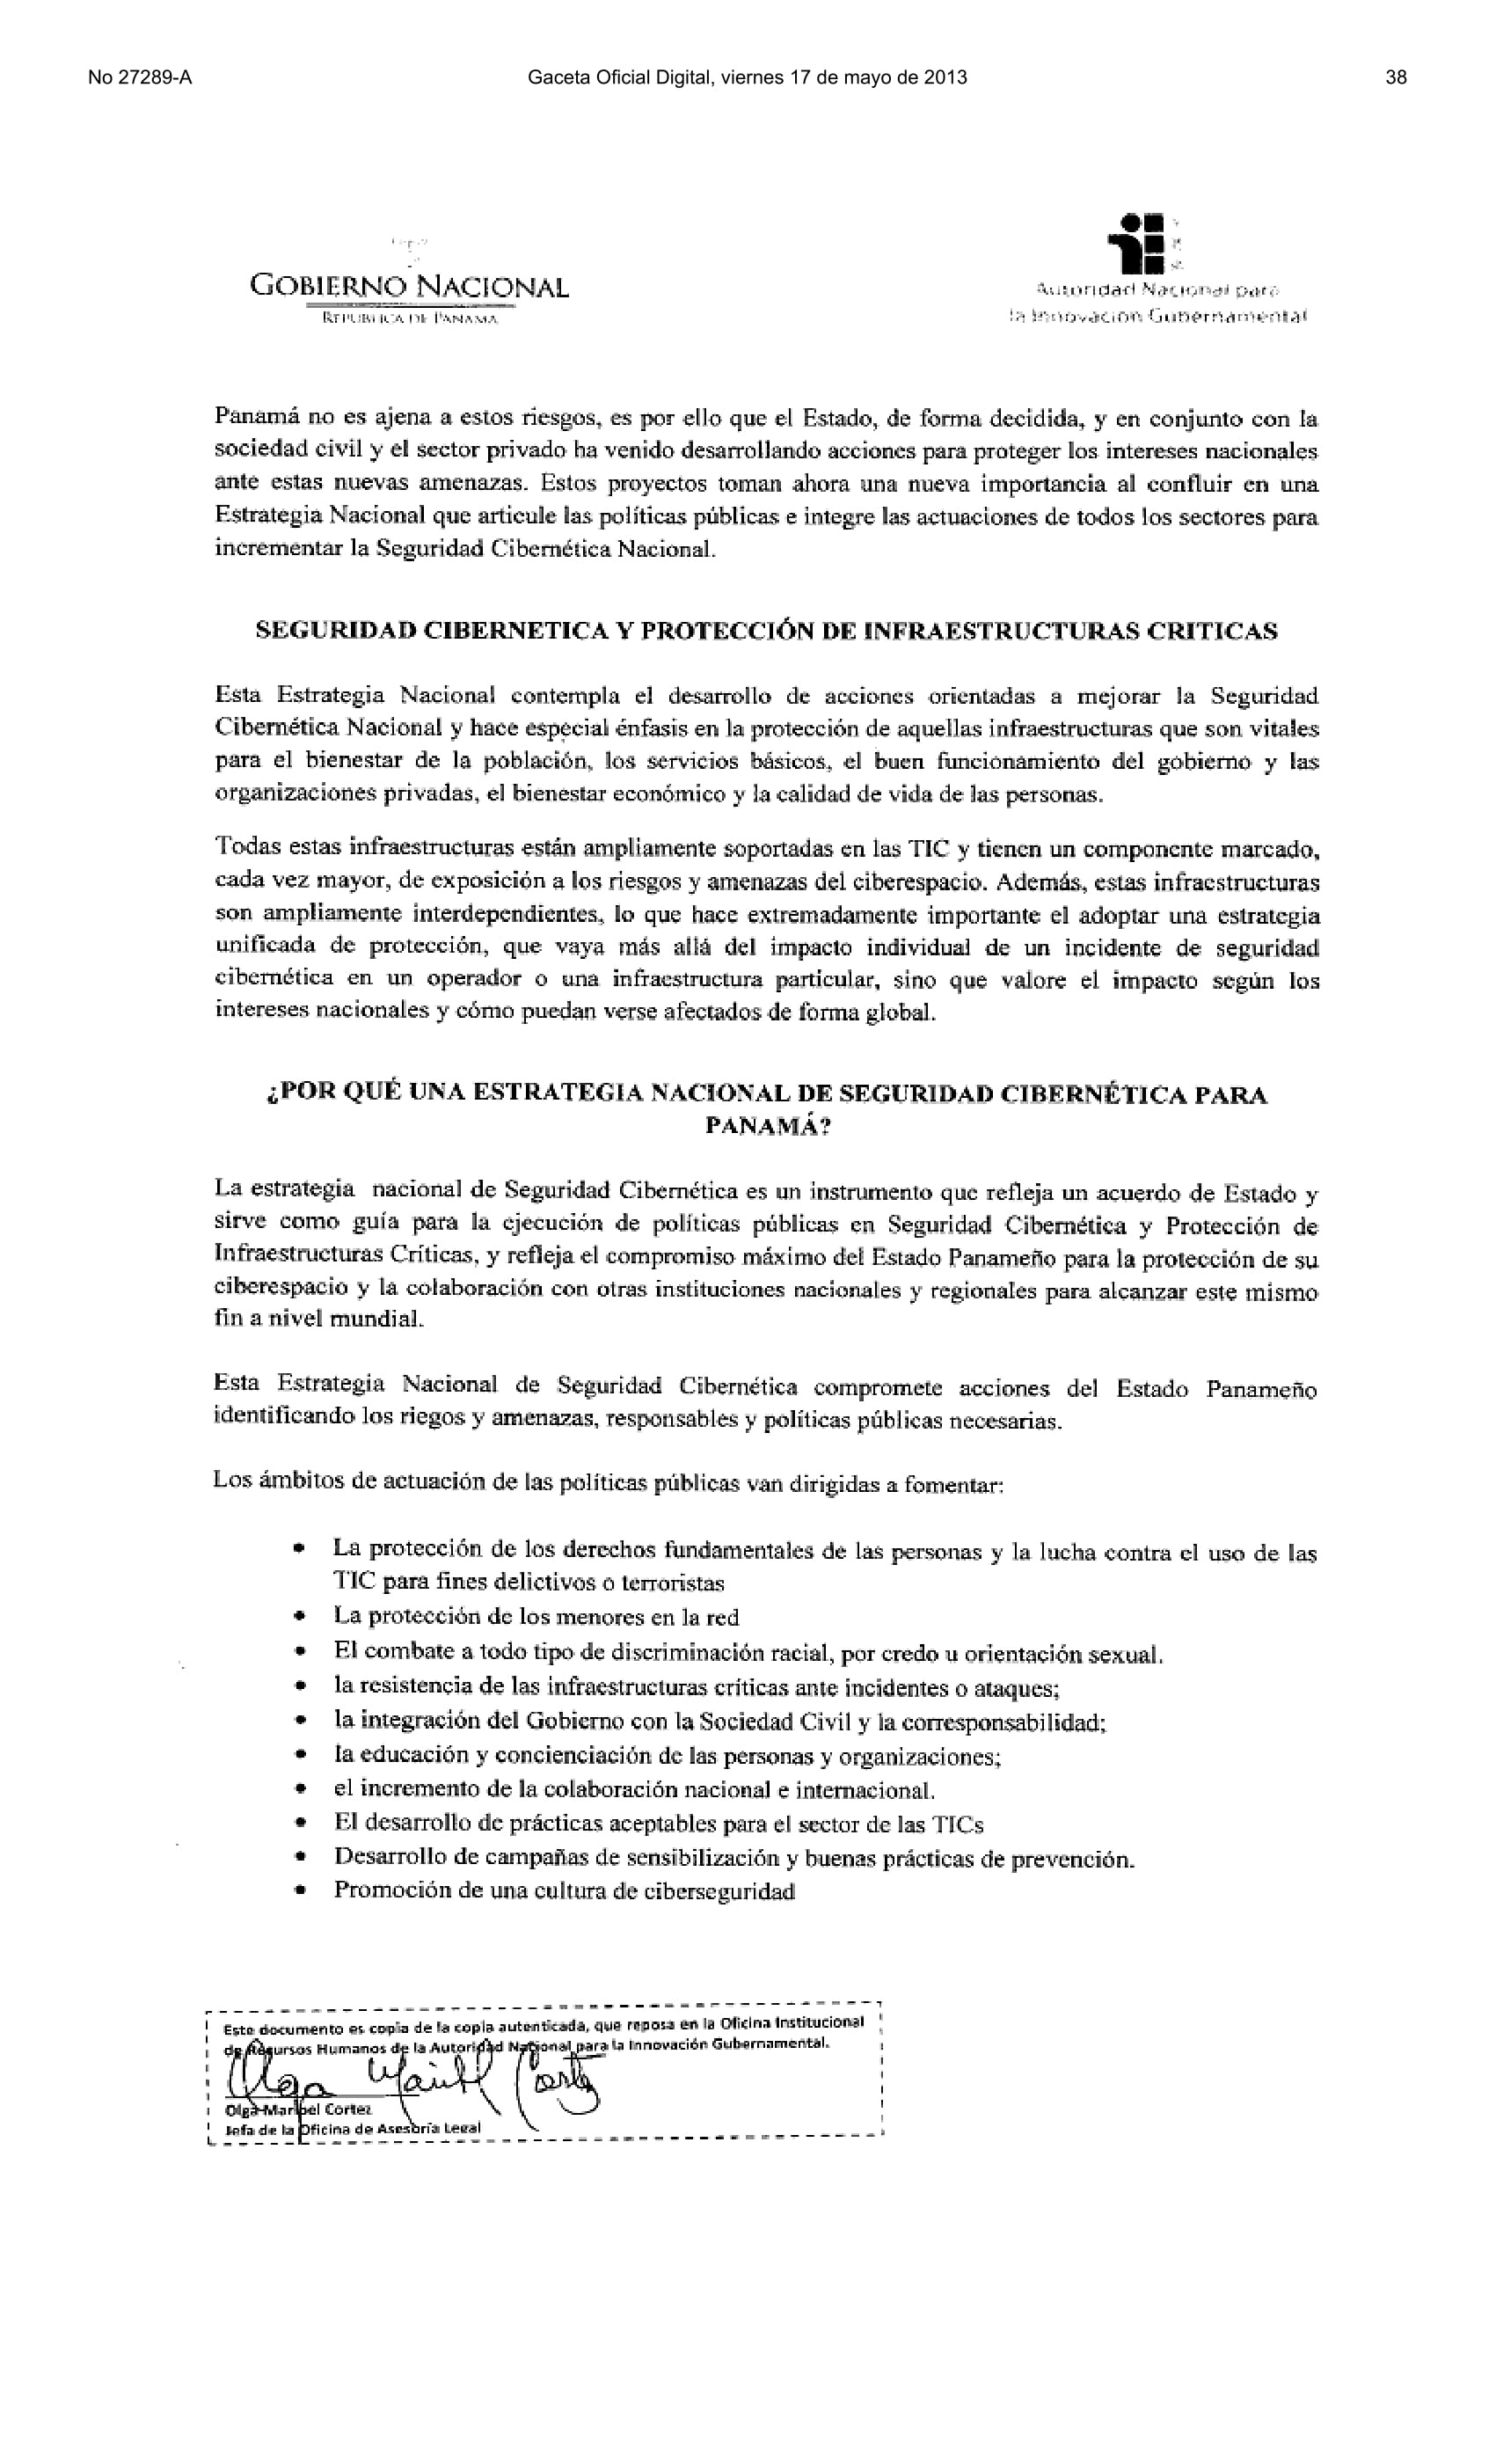 No 27289-A
Gaceta Oficial Digital, viernes 17 de mayo de 2013
38
GOBIERNO NACIONAL
REPUBLICA DE PANAMA
Autoridad Nacional para
la Innovacion Gubernamental
Panamá no es ajena a estos riesgos, es por ello que el Estado, de forma decidida, y en conjunto con la
sociedad civil y el sector privado ha venido desarrollando acciones para proteger los intereses nacionales
ante estas nuevas amenazas. Estos proyectos toman ahora una nueva importancia al confluir en una
Estrategia Nacional que articule las políticas públicas e integre las actuaciones de todos los sectores para
incrementar la Seguridad Cibernética Nacional.
SEGURIDAD CIBERNETICA Y PROTECCIÓN DE INFRAESTRUCTURAS CRITICAS
Esta Estrategia Nacional contempla el desarrollo de acciones orientadas a mejorar la Seguridad
Cibernética Nacional y hace especial énfasis en la protección de aquellas infraestructuras que son vitales
para el bienestar de la población, los servicios básicos, el buen funcionamiento del gobierno y las
organizaciones privadas, el bienestar económico y la calidad de vida de las personas.
Todas estas infraestructuras están ampliamente soportadas en las TIC y tienen un componente marcado,
cada vez mayor, de exposición a los riesgos y amenazas del ciberespacio. Además, estas infraestructuras
son ampliamente interdependientes, lo que hace extremadamente importante el adoptar una estrategia
unificada de protección, que vaya más allá del impacto individual de un incidente de seguridad
cibernética en un operador o una infraestructura particular, sino que valore el impacto según los
intereses nacionales y cómo puedan verse afectados de forma global.
¿POR QUÉ UNA ESTRATEGIA NACIONAL DE SEGURIDAD CIBERNÉTICA PARA
PANAMÁ?
La estrategia nacional de Seguridad Cibernética es un instrumento que refleja un acuerdo de Estado y
sirve como guía para la ejecución de políticas públicas en Seguridad Cibernética y Protección de
Infraestructuras Críticas, y refleja el compromiso máximo del Estado Panameño para la protección de su
ciberespacio y la colaboración con otras instituciones nacionales y regionales para alcanzar este mismo
fin a nivel mundial.
Esta Estrategia Nacional de Seguridad Cibernética compromete acciones del Estado Panameño
identificando los riegos y amenazas, responsables y políticas públicas necesarias.
Los ámbitos de actuación de las políticas públicas van dirigidas a fomentar:
• La protección de los derechos fundamentales de las personas y la lucha contra el uso de las
TIC para fines delictivos o terroristas
• La protección de los menores en la red
• El combate a todo tipo de discriminación racial, por credo u orientación sexual.
• la resistencia de las infraestructuras críticas ante incidentes o ataques;
• la integración del Gobierno con la Sociedad Civil y la corresponsabilidad;
• la educación y concienciación de las personas y organizaciones;
• el incremento de la colaboración nacional e internacional.
• El desarrollo de prácticas aceptables para el sector de las TICs
• Desarrollo de campañas de sensibilización y buenas prácticas de prevención.
• Promoción de una cultura de ciberseguridad
Este documento es copia de la copia autenticada, que reposa en la Oficina Institucional
de Recursos Humanos de la Autoridad Nacional para la Innovación Gubernamental.
Olga Maribel Cortez
Olga Maribel Cortez
Jefa de la Oficina de Asesoría Legal